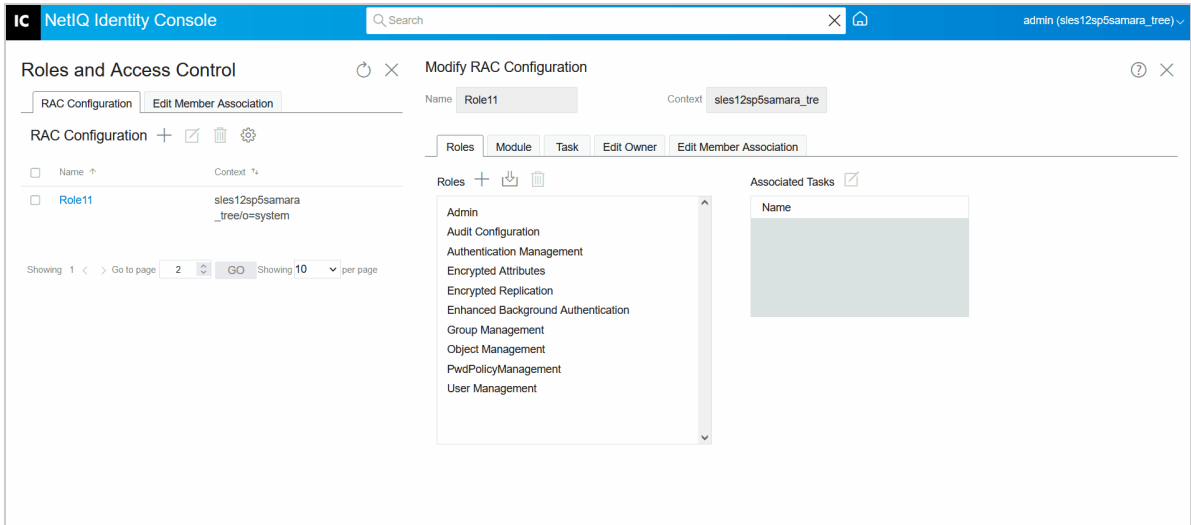 IC NetIQ Identity Console
Search
admin (sles12sp5samara_tree)
Roles and Access Control
RAC Configuration Edit Member Association
RAC Configuration
Name Context
Role11 sles12sp5samara
_tree/o=system
Showing 1 Go to page 2 GO Showing 10 per page
Modify RAC Configuration
Name Role11 Context sles12sp5samara_tre
Roles Module Task Edit Owner Edit Member Association
Roles
Admin
Audit Configuration
Authentication Management
Encrypted Attributes
Encrypted Replication
Enhanced Background Authentication
Group Management
Object Management
PwdPolicyManagement
User Management
Associated Tasks
Name